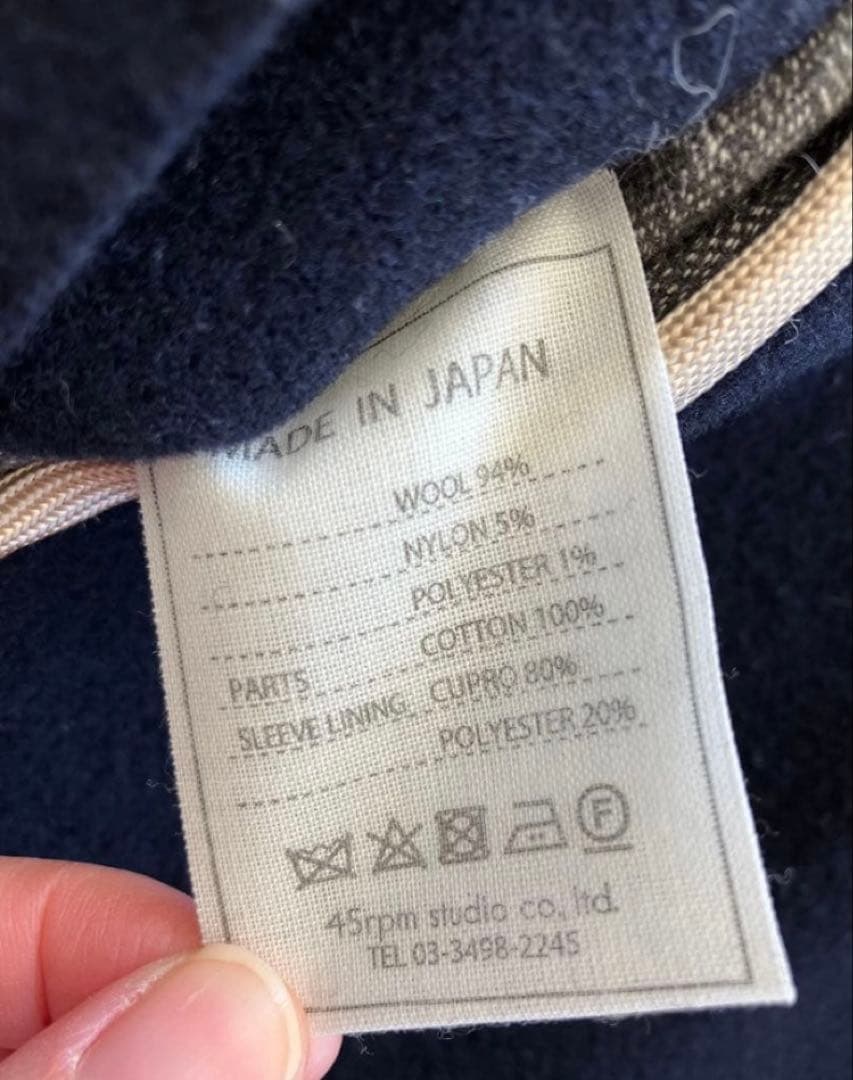 MADE IN JAPAN
WOOL 94%
NYLON 5%
POLYESTER 1%
PARTS COTTON 100%
SLEEVE LINING CUPRO 80%
POLYESTER 20%
F
45rpm studio co., ltd.
TEL 03-3498-2245